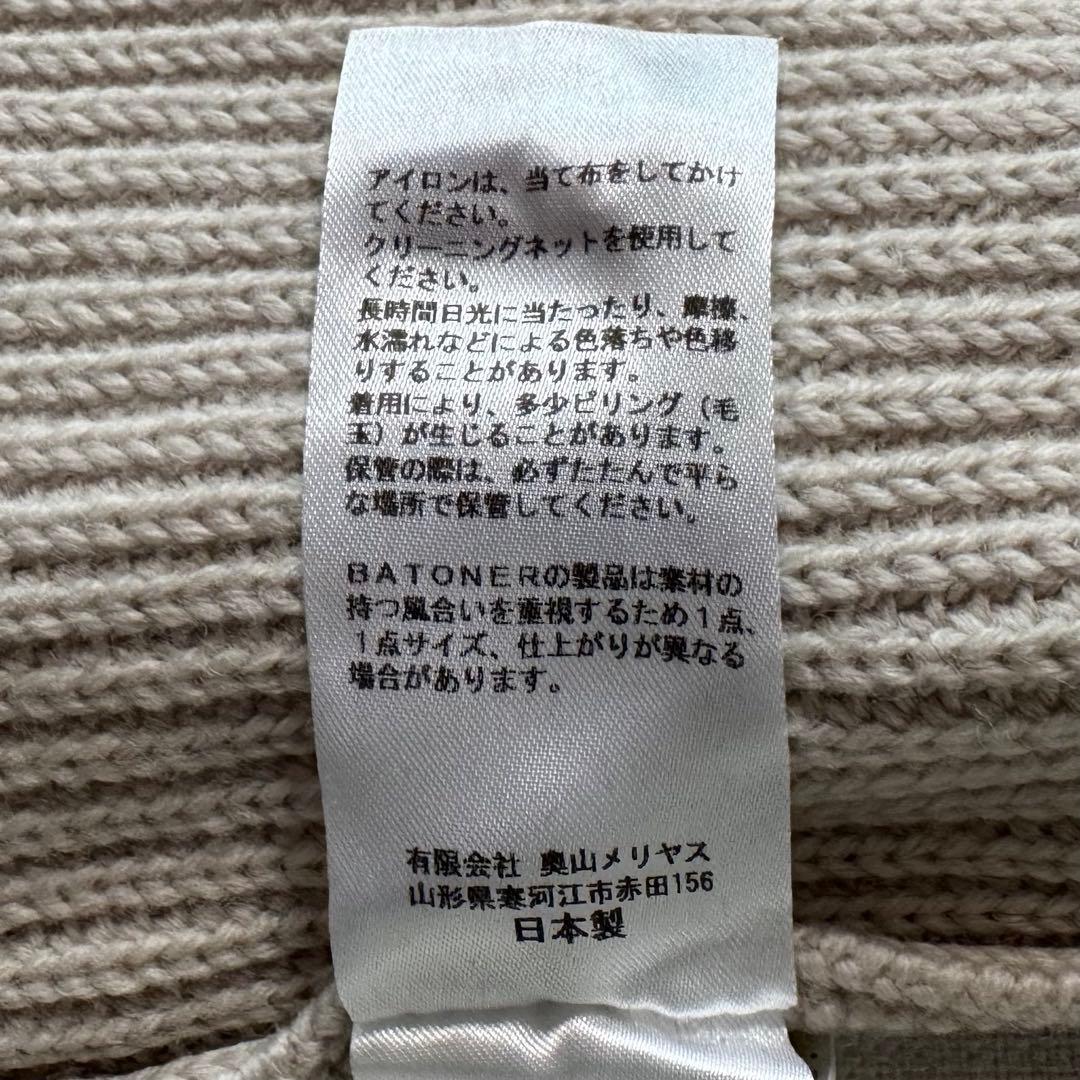 アイロンは、当て布をしてかけ
てください。
クリーニングネットを使用して
ください。
長時間日光に当たったり、摩擦、
水濡れなどによる色落ちや色移
りすることがあります。
着用により、多少ピリング（毛
玉）が生じることがあります。
保管の際は、必ずたたんで平ら
な場所で保管してください。
BATONERの製品は素材の
持つ風合いを重視するため１点、
１点サイズ、仕上がりが異なる
場合があります。
有限会社 奥山メリヤス
山形県寒河江市赤田156
日本製